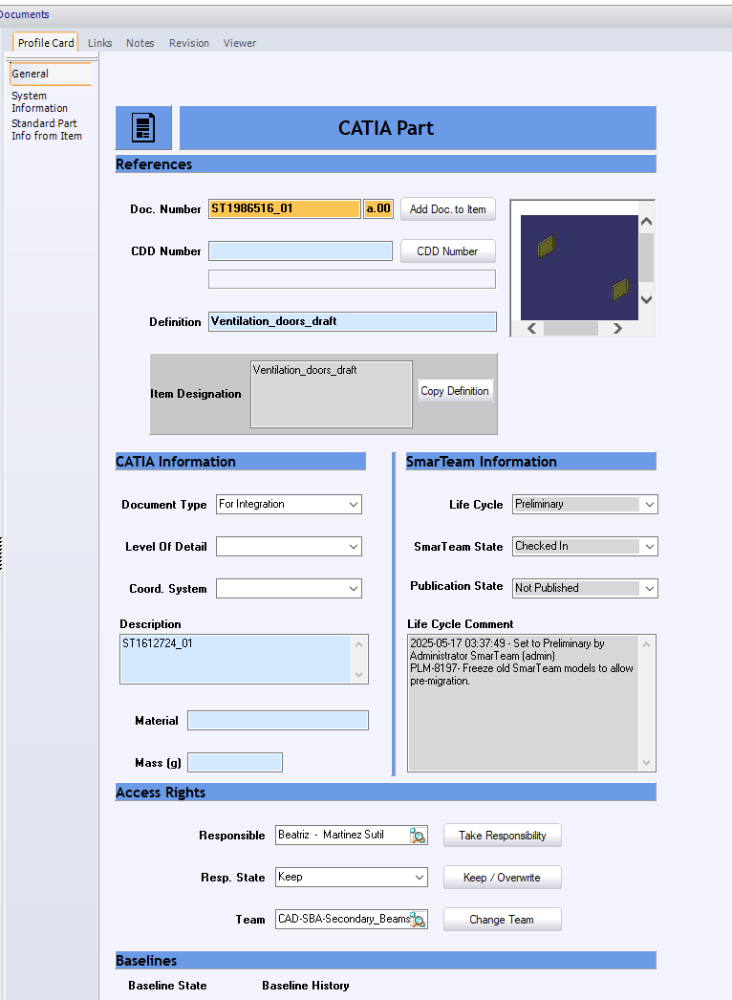 Documents
Profile Card Links Notes Revision Viewer
General
System
Information
Standard Part
Info from Item
CATIA Part
References
Doc. Number ST1986516_01 a.00 Add Doc. to Item
CDD Number CDD Number
Definition Ventilation_doors_draft
Item Designation Ventilation_doors_draft Copy Definition
CATIA Information
Document Type For Integration
Level Of Detail
Coord. System
Description
ST1612724_01
Material
Mass (g)
SmarTeam Information
Life Cycle Preliminary
SmarTeam State Checked In
Publication State Not Published
Life Cycle Comment
2025-05-17 03:37:49 - Set to Preliminary by
Administrator SmarTeam (admin)
PLM-8197- Freeze old SmarTeam models to allow
pre-migration.
Access Rights
Responsible Beatriz - Martinez Sutil Take Responsibility
Resp. State Keep Keep / Overwrite
Team CAD-SBA-Secondary_Beams Change Team
Baselines
Baseline State Baseline History